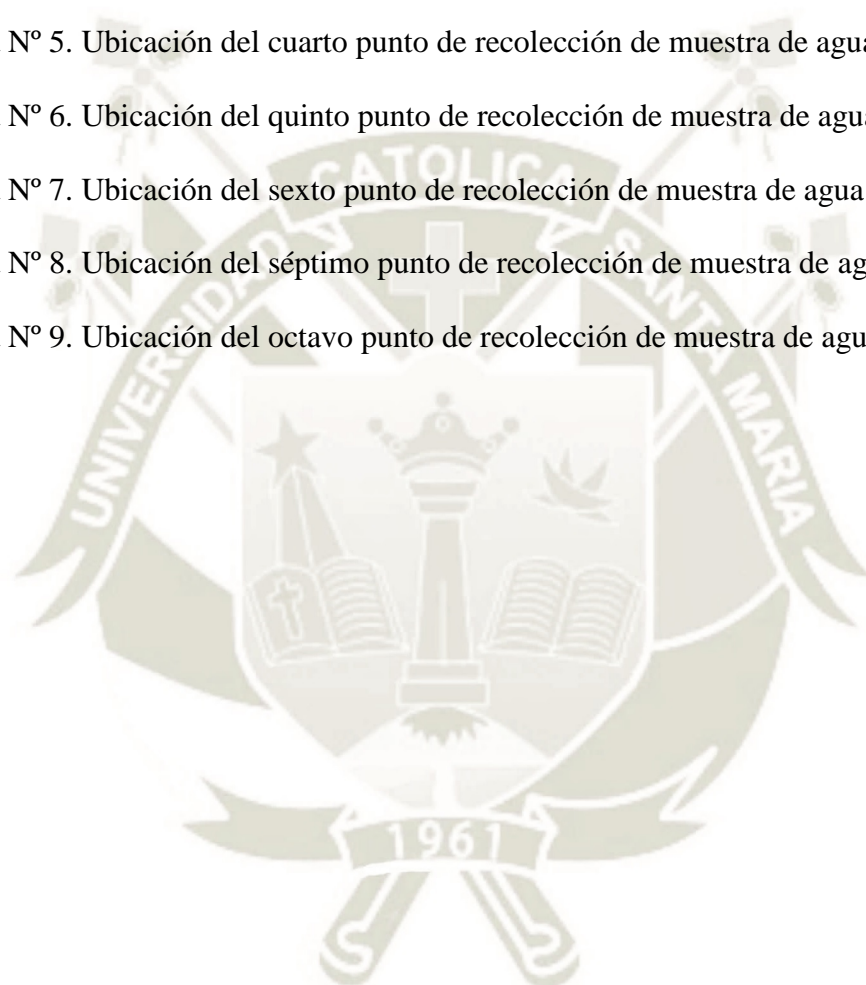 Nº 5. Ubicación del cuarto punto de recolección de muestra de agua
Nº 6. Ubicación del quinto punto de recolección de muestra de agua
Nº 7. Ubicación del sexto punto de recolección de muestra de agua
Nº 8. Ubicación del séptimo punto de recolección de muestra de
Nº 9. Ubicación del octavo punto de recolección de muestra de
UNIVERSIDAD CATOLICA SANTA MARIA
1961